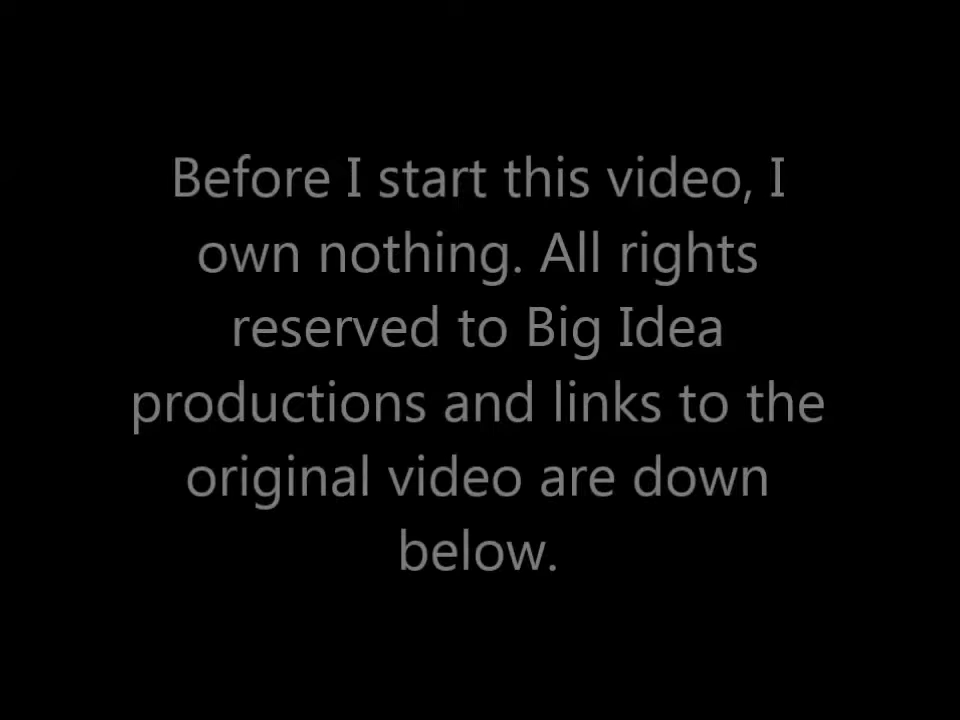 Before I start this video, I
own nothing. All rights
reserved to Big Idea
productions and links to the
original video are down
below.